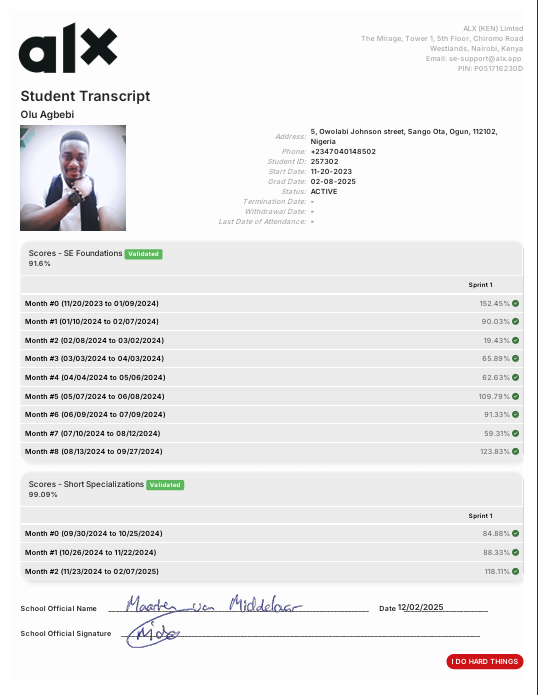 alx
ALX (KEN) Limted
The Mirage, Tower 1, 5th Floor, Chiromo Road
Westlands, Nairobi, Kenya
Email: se-support@alx.app
PIN: P051716230D
Student Transcript
Olu Agbebi
Address: 5, Owolabi Johnson street, Sango Ota, Ogun, 112102,
Nigeria
Phone: +2347040148502
Student ID: 257302
Start Date: 11-20-2023
Grad Date: 02-08-2025
Status: ACTIVE
Termination Date: -
Withdrawal Date: -
Last Date of Attendance: -
Scores - SE Foundations Validated
91.6%
Sprint 1
Month #0 (11/20/2023 to 01/09/2024) 152.45%
Month #1 (01/10/2024 to 02/07/2024) 90.03%
Month #2 (02/08/2024 to 03/02/2024) 19.43%
Month #3 (03/03/2024 to 04/03/2024) 65.89%
Month #4 (04/04/2024 to 05/06/2024) 62.63%
Month #5 (05/07/2024 to 06/08/2024) 109.79%
Month #6 (06/09/2024 to 07/09/2024) 91.33%
Month #7 (07/10/2024 to 08/12/2024) 59.31%
Month #8 (08/13/2024 to 09/27/2024) 123.83%
Scores - Short Specializations Validated
99.09%
Sprint 1
Month #0 (09/30/2024 to 10/25/2024) 84.88%
Month #1 (10/26/2024 to 11/22/2024) 88.33%
Month #2 (11/23/2024 to 02/07/2025) 118.11%
School Official Name Maarten van Middelaar Date 12/02/2025
School Official Signature
I DO HARD THINGS